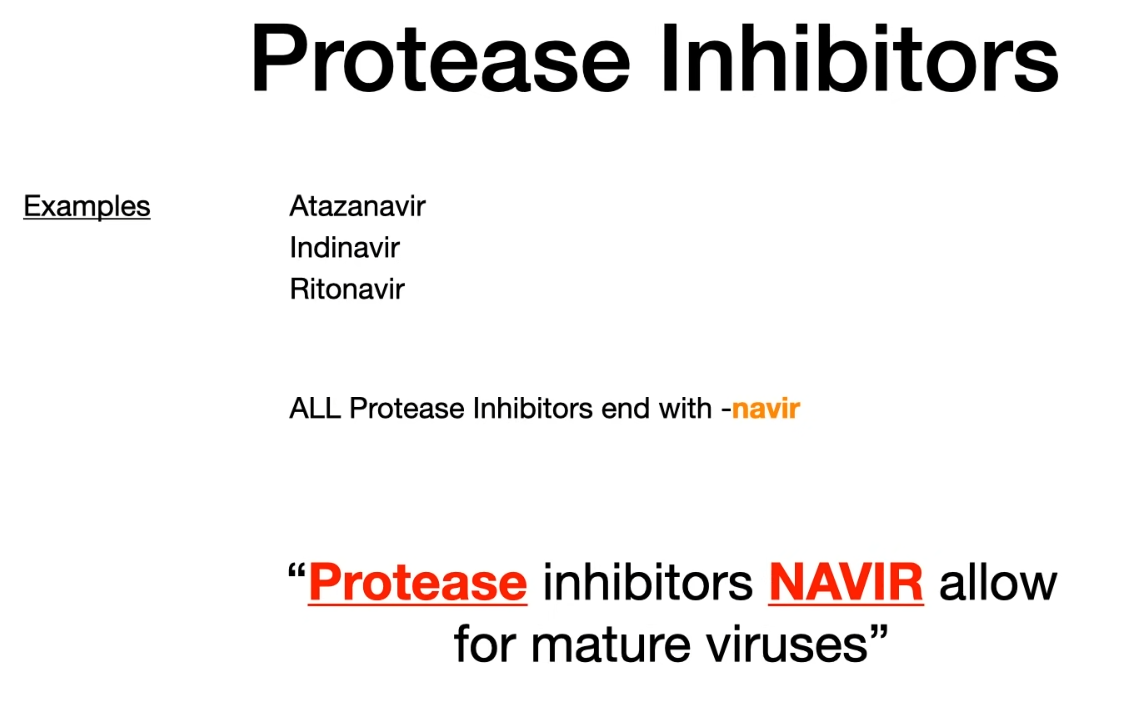 Protease Inhibitors
Examples
Atazanavir
Indinavir
Ritonavir
ALL Protease Inhibitors end with -navir
“Protease inhibitors NAVIR allow
for mature viruses”